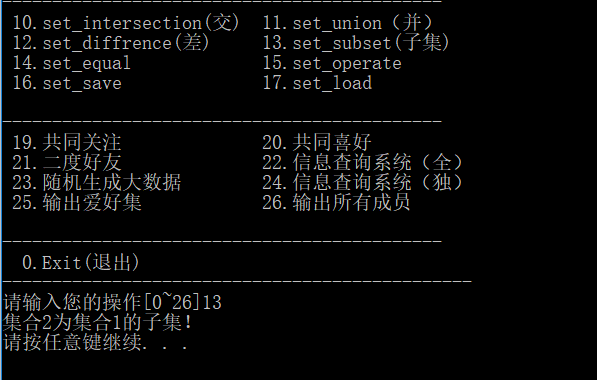 ----------------------------------------
10.set_intersection(交) 11.set_union（并）
12.set_diffrence(差) 13.set_subset(子集)
14.set_equal 15.set_operate
16.set_save 17.set_load
----------------------------------------
19.共同关注 20.共同喜好
21.二度好友 22.信息查询系统（全）
23.随机生成大数据 24.信息查询系统（独）
25.输出爱好集 26.输出所有成员
----------------------------------------
0.Exit(退出)
----------------------------------------
请输入您的操作[0~26]13
集合2为集合1的子集!
请按任意键继续. . .